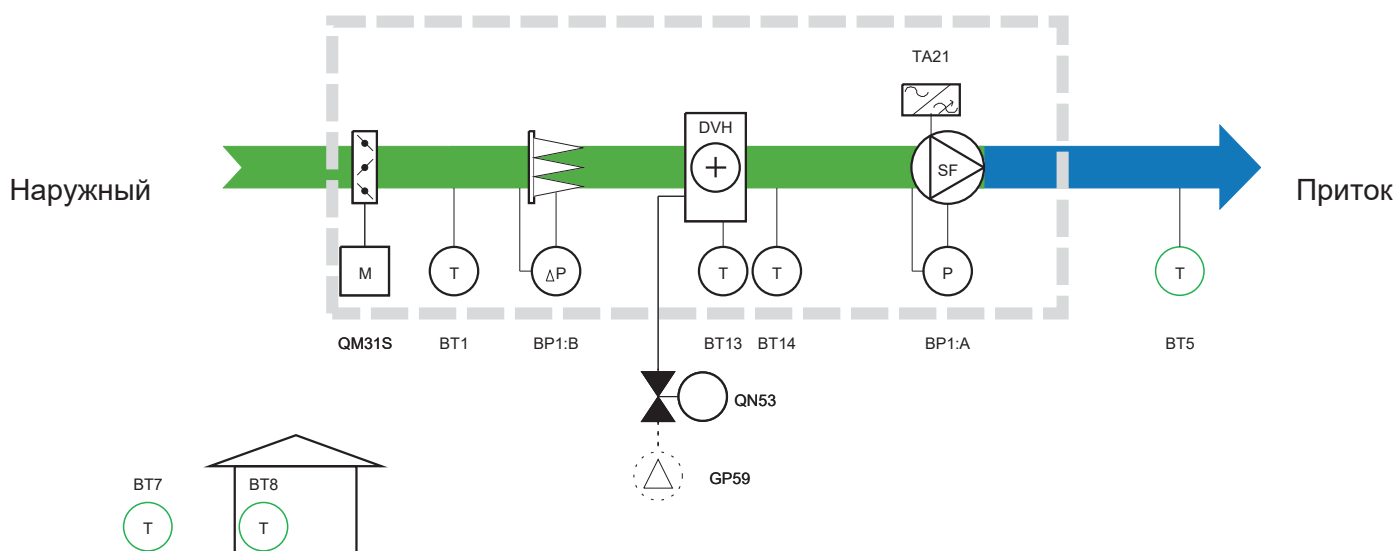 TA21
DVH
SF
Наружный
Приток
M
T
ΔP
T
T
P
T
QM31S
BT1
BP1:B
BT13
BT14
BP1:A
BT5
QN53
GP59
BT7
BT8
T
T